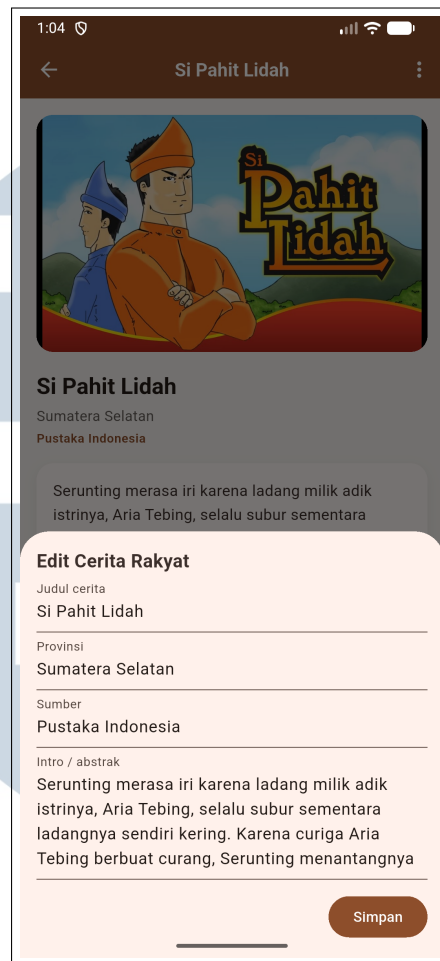 1:04
Si Pahit Lidah
Si
Pahit
Lidah
Si Pahit Lidah
Sumatera Selatan
Pustaka Indonesia
Serunting merasa iri karena ladang milik adik
istrinya, Aria Tebing, selalu subur sementara
Edit Cerita Rakyat
Judul cerita
Si Pahit Lidah
Provinsi
Sumatera Selatan
Sumber
Pustaka Indonesia
Intro / abstrak
Serunting merasa iri karena ladang milik adik
istrinya, Aria Tebing, selalu subur sementara
ladangnya sendiri kering. Karena curiga Aria
Tebing berbuat curang, Serunting menantangnya
Simpan